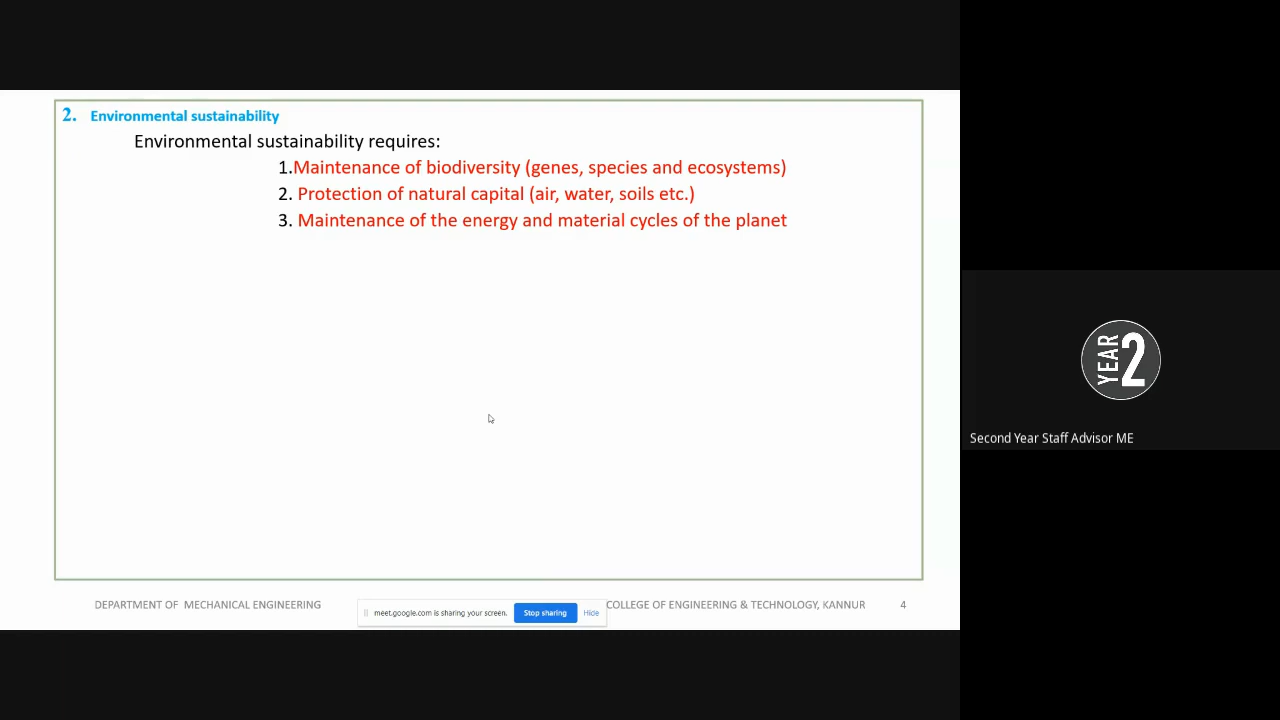 2. Environmental sustainability
Environmental sustainability requires:
1.Maintenance of biodiversity (genes, species and ecosystems)
2. Protection of natural capital (air, water, soils etc.)
3. Maintenance of the energy and material cycles of the planet
YEAR 2
Second Year Staff Advisor ME
DEPARTMENT OF MECHANICAL ENGINEERING
meet.google.com is sharing your screen. Stop sharing Hide
COLLEGE OF ENGINEERING & TECHNOLOGY, KANNUR 4